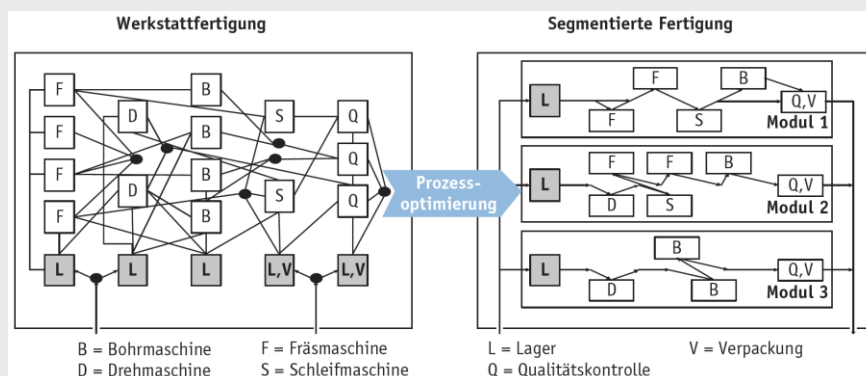 Werkstattfertigung
F
B
D
S
Q
F
B
F
Q
B
D
S
F
B
Q
L
L
L
L,V
L,V
Prozess-
optimierung
Segmentierte Fertigung
L
F
B
F
S
Q,V
Modul 1
L
F
F
B
D
S
Q,V
Modul 2
L
B
D
B
Q,V
Modul 3
B = Bohrmaschine
D = Drehmaschine
F = Fräsmaschine
S = Schleifmaschine
L = Lager
Q = Qualitätskontrolle
V = Verpackung